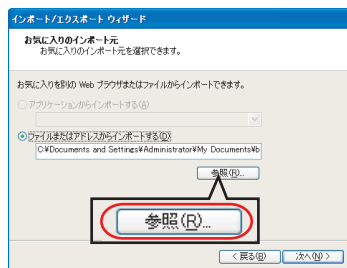 インポート/エクスポート ウィザード
お気に入りのインポート元
お気に入りのインポート元を選択できます。
お気に入りを別の Web ブラウザまたはファイルからインポートできます。
アプリケーションからインポートする(A)
ファイルまたはアドレスからインポートする(D)
C:¥Documents and Settings¥Administrator¥My Documents¥b
参照(R)...
参照(R)...
< 戻る(B)
次へ(N) >